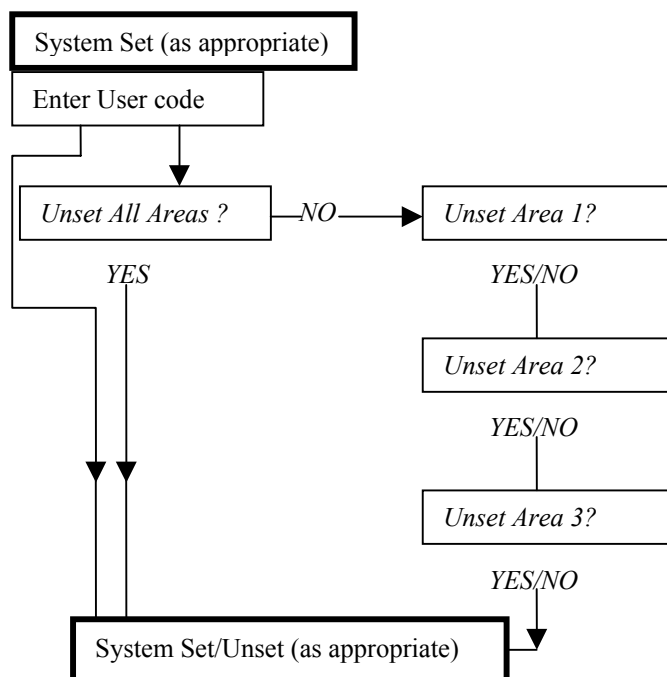 System Set (as appropriate)
Enter User code
Unset All Areas ?
NO
Unset Area 1?
YES
YES/NO
Unset Area 2?
YES/NO
Unset Area 3?
YES/NO
System Set/Unset (as appropriate)